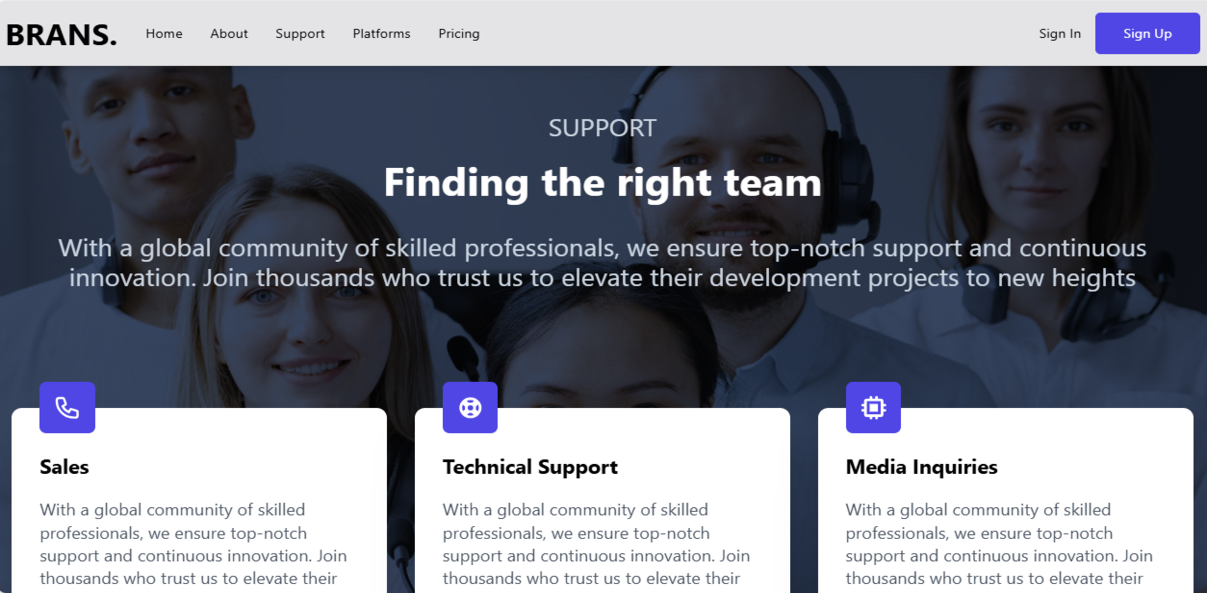 BRANS.
Home About Support Platforms Pricing Sign In Sign Up
SUPPORT
Finding the right team
With a global community of skilled professionals, we ensure top-notch support and continuous
innovation. Join thousands who trust us to elevate their development projects to new heights
Sales
With a global community of skilled
professionals, we ensure top-notch
support and continuous innovation. Join
thousands who trust us to elevate their
Technical Support
With a global community of skilled
professionals, we ensure top-notch
support and continuous innovation. Join
thousands who trust us to elevate their
Media Inquiries
With a global community of skilled
professionals, we ensure top-notch
support and continuous innovation. Join
thousands who trust us to elevate their